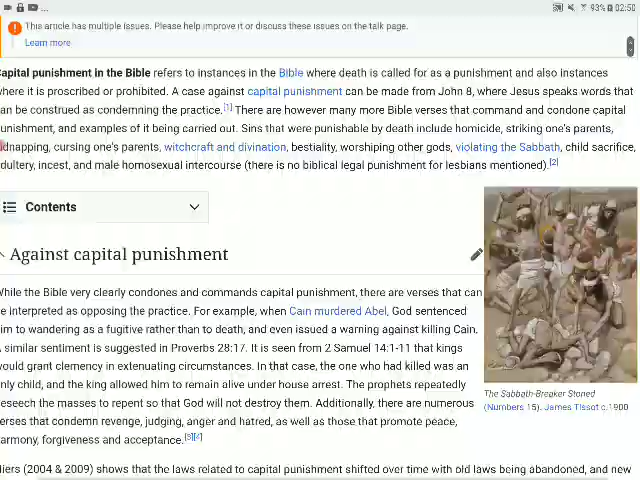 93% 02:50
This article has multiple issues. Please help improve it or discuss these issues on the talk page.
Learn more
apital punishment in the Bible refers to instances in the Bible where death is called for as a punishment and also instances
here it is proscribed or prohibited. A case against capital punishment can be made from John 8, where Jesus speaks words that
an be construed as condemning the practice.[1] There are however many more Bible verses that command and condone capital
unishment, and examples of it being carried out. Sins that were punishable by death include homicide, striking one's parents,
idnapping, cursing one's parents, witchcraft and divination, bestiality, worshiping other gods, violating the Sabbath, child sacrifice,
dultery, incest, and male homosexual intercourse (there is no biblical legal punishment for lesbians mentioned).[2]
Contents
Against capital punishment
While the Bible very clearly condones and commands capital punishment, there are verses that can
e interpreted as opposing the practice. For example, when Cain murdered Abel, God sentenced
im to wandering as a fugitive rather than to death, and even issued a warning against killing Cain.
similar sentiment is suggested in Proverbs 28:17. It is seen from 2 Samuel 14:1-11 that kings
would grant clemency in extenuating circumstances. In that case, the one who had killed was an
nly child, and the king allowed him to remain alive under house arrest. The prophets repeatedly
eseech the masses to repent so that God will not destroy them. Additionally, there are numerous
erses that condemn revenge, judging, anger and hatred, as well as those that promote peace,
armony, forgiveness and acceptance.[3][4]
The Sabbath-Breaker Stoned
(Numbers 15). James Tissot c.1900
iers (2004 & 2009) shows that the laws related to capital punishment shifted over time with old laws being abandoned, and new